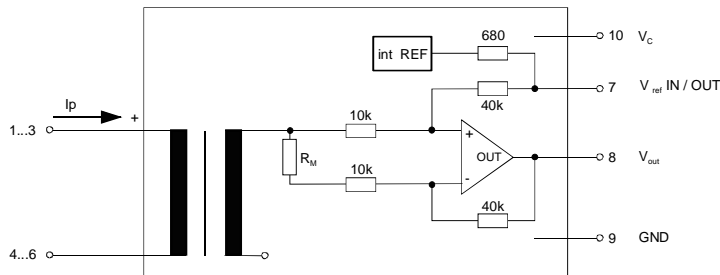 680
10
V C
int REF
7
V ref IN / OUT
Ip
+
10k
40k
1...3
+
OUT
8
V out
R M
-
10k
40k
9
GND
4...6